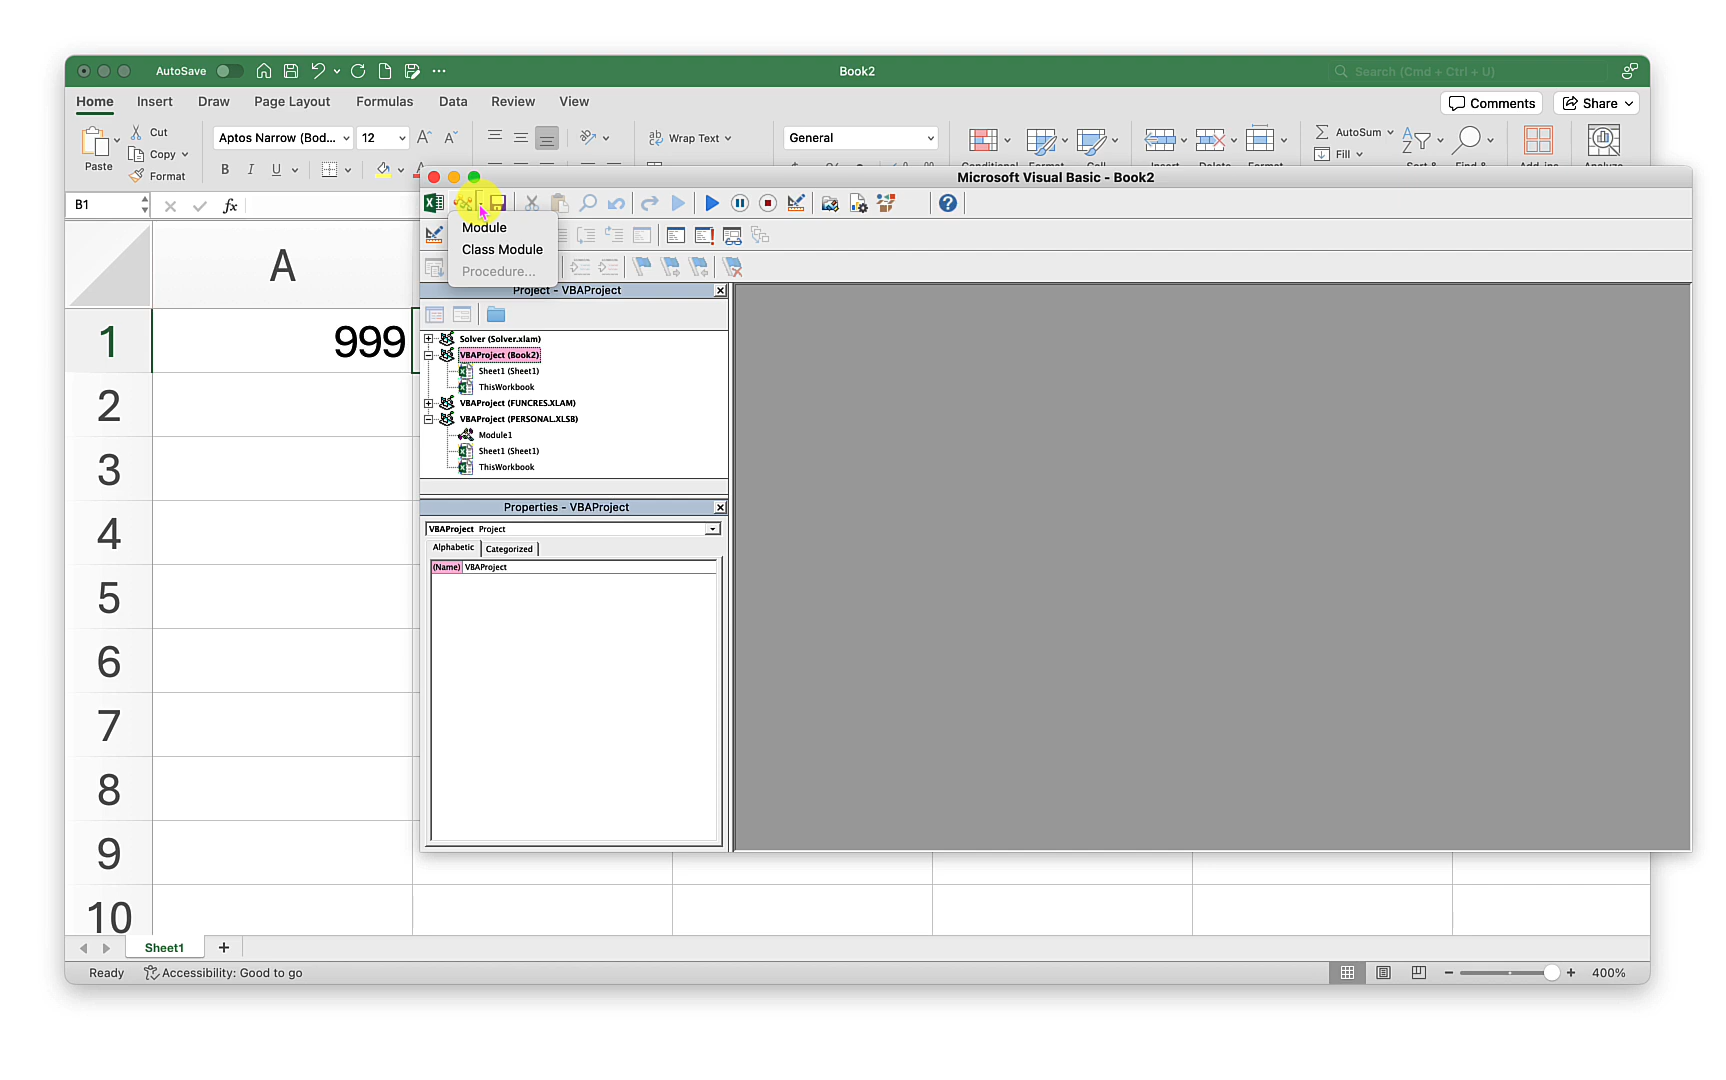 AutoSave
Book2
Search (Cmd + Ctrl + U)
Home Insert Draw Page Layout Formulas Data Review View
Comments Share
Paste
Cut
Copy
Format
Aptos Narrow (Bod... 12
B I U
Wrap Text
General
AutoSum
Fill
B1
fx
Microsoft Visual Basic - Book2
Module
Class Module
Procedure...
Project - VBAProject
Solver (Solver.xlam)
VBAProject (Book2)
Sheet1 (Sheet1)
ThisWorkbook
VBAProject (FUNCRES.XLAM)
VBAProject (PERSONAL.XLSB)
Module1
Sheet1 (Sheet1)
ThisWorkbook
Properties - VBAProject
VBAProject Project
Alphabetic Categorized
(Name) VBAProject
A
1 999
2
3
4
5
6
7
8
9
10
Sheet1
Ready Accessibility: Good to go
400%